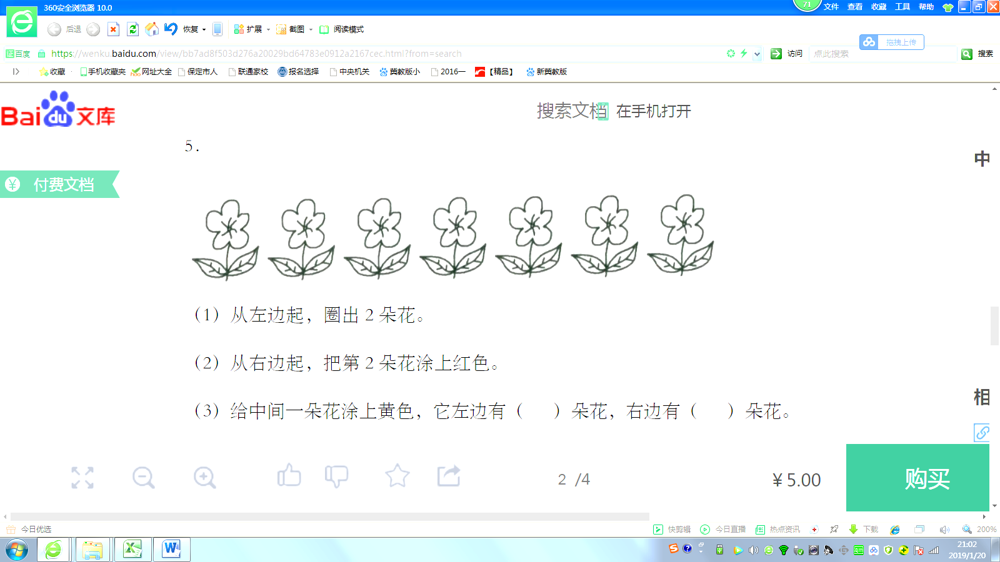 360安全浏览器 10.0
71
文件 查看 收藏 工具 帮助
后退 恢复 扩展 截图 阅读模式
拖拽上传
百度 https://wenku.baidu.com/view/bb7ad8f503d276a20029bd64783e0912a2167cec.html?from=search 访问 点此搜索 搜索
收藏 手机收藏夹 网址大全 保定市人 联通家校 报名选择 中央机关 冀教版小 2016一 【精品】 新冀教版
Bai du 文库
搜索文档 在手机打开
5.
中
¥ 付费文档
（1）从左边起，圈出 2 朵花。
（2）从右边起，把第 2 朵花涂上红色。
（3）给中间一朵花涂上黄色，它左边有（ ）朵花，右边有（ ）朵花。
相
2 /4
¥ 5.00
购买
今日优选 快剪辑 今日直播 热点资讯 下载 200%
21:02
2019/1/20